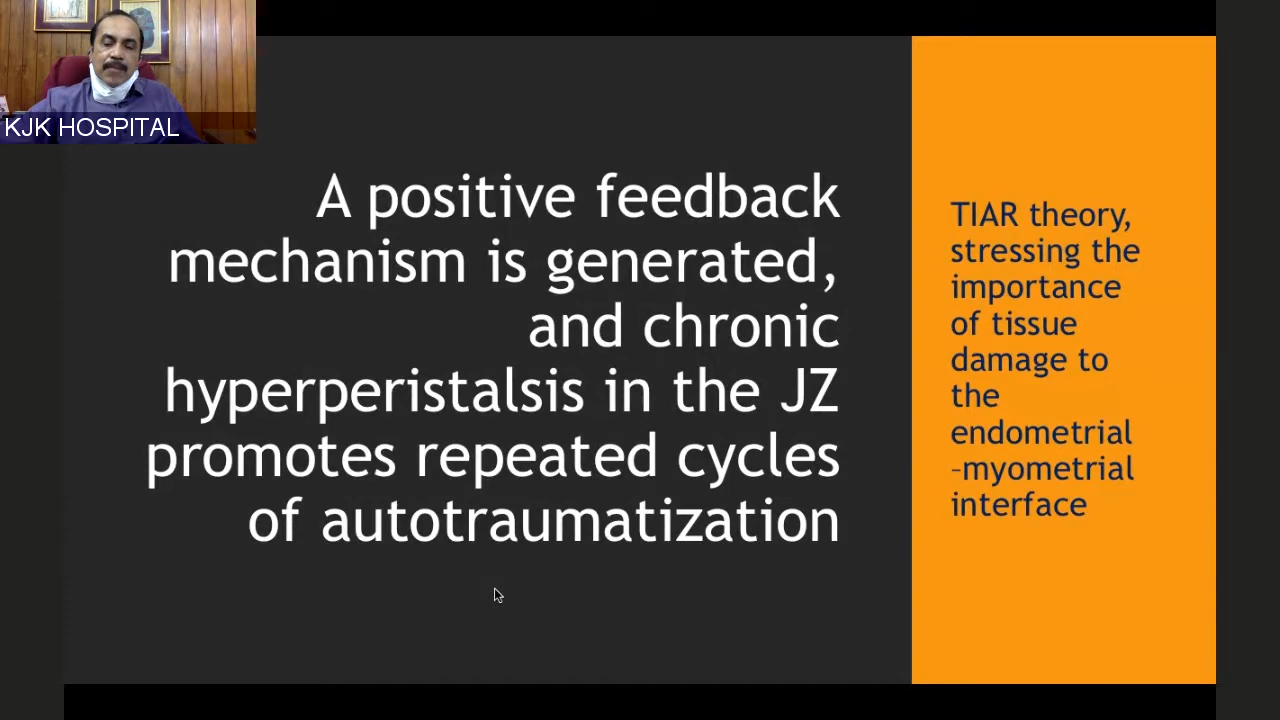 KJK HOSPITAL
A positive feedback
mechanism is generated,
and chronic
hyperperistalsis in the JZ
promotes repeated cycles
of autotraumatization
TIAR theory,
stressing the
importance
of tissue
damage to
the
endometrial
–myometrial
interface